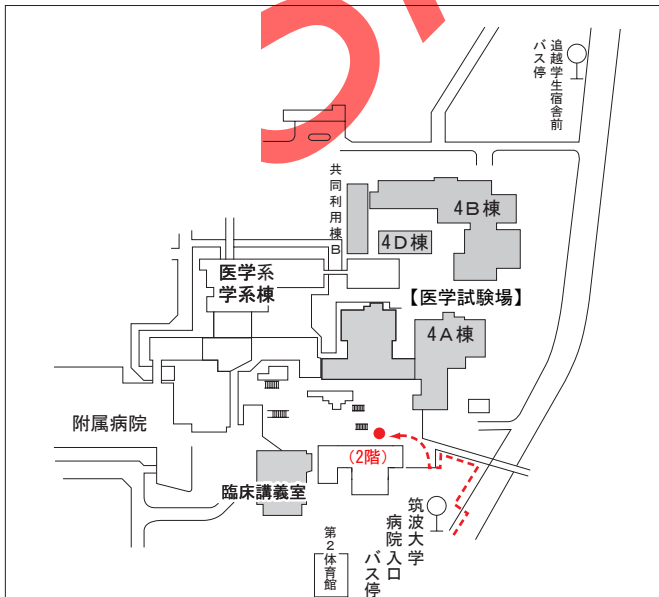 追越学生宿舎前
バス停
共同利用棟B
4B棟
4D棟
医学系
学系棟
【医学試験場】
4A棟
附属病院
(2階)
臨床講義室
筑波大学
病院入口
バス停
第2体育館